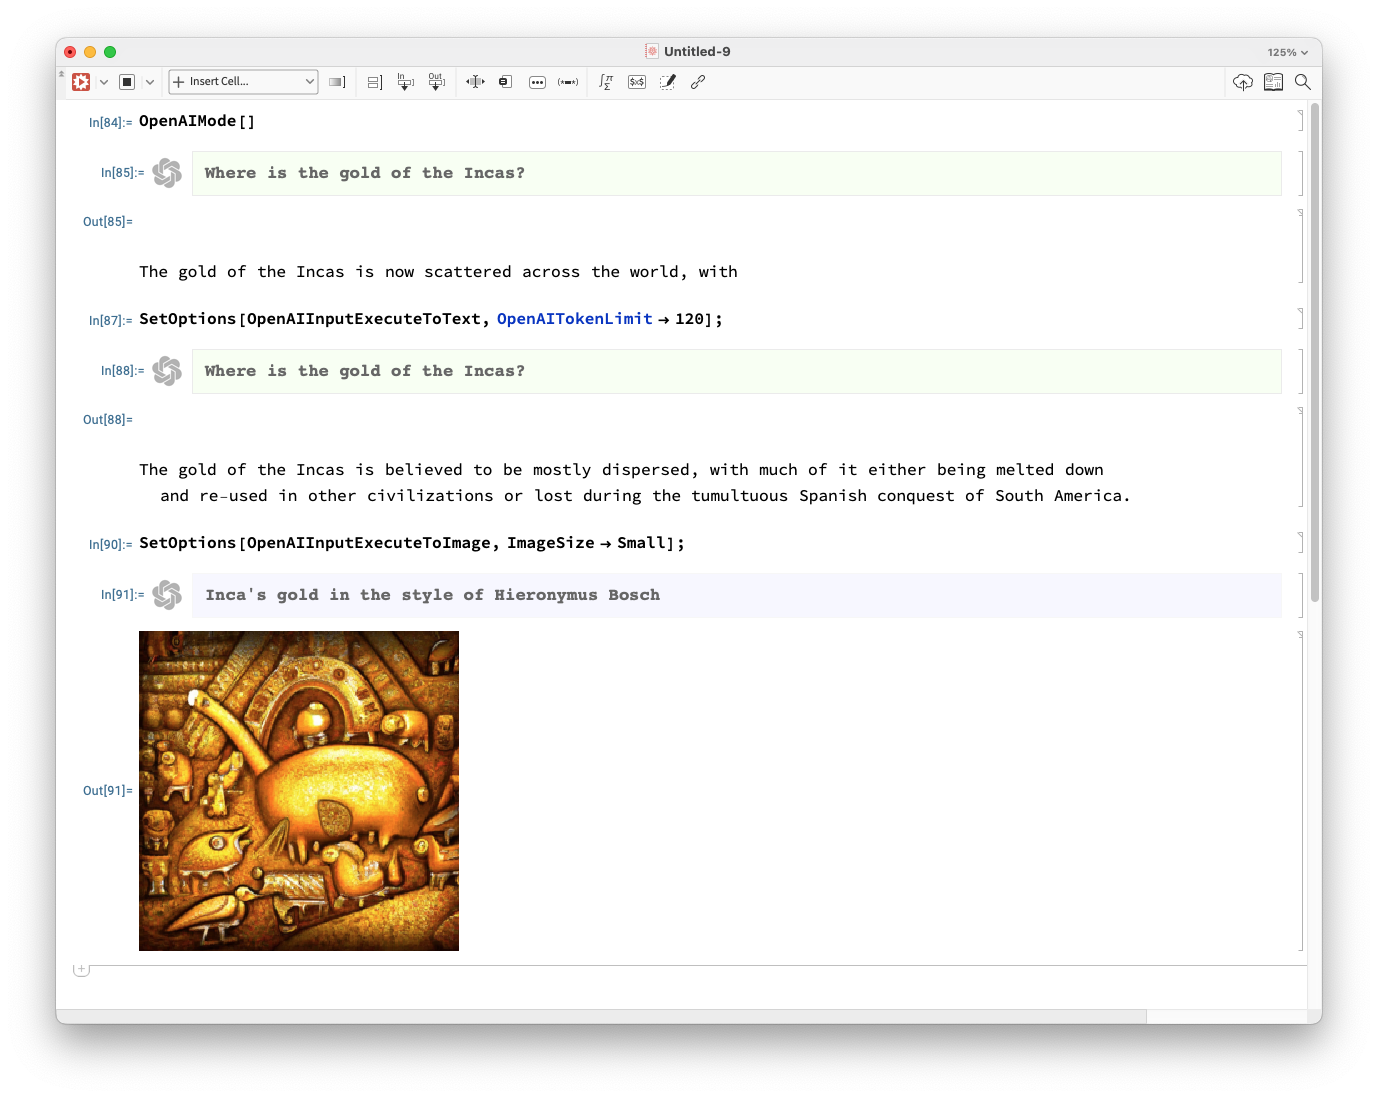 Untitled-9
125%
Insert Cell...
In
Out
In[84]:= OpenAIMode[]
In[85]:= Where is the gold of the Incas?
Out[85]=
The gold of the Incas is now scattered across the world, with
In[87]:= SetOptions[OpenAIInputExecuteToText, OpenAITokenLimit → 120];
In[88]:= Where is the gold of the Incas?
Out[88]=
The gold of the Incas is believed to be mostly dispersed, with much of it either being melted down
and re-used in other civilizations or lost during the tumultuous Spanish conquest of South America.
In[90]:= SetOptions[OpenAIInputExecuteToImage, ImageSize → Small];
In[91]:= Inca's gold in the style of Hieronymus Bosch
Out[91]=